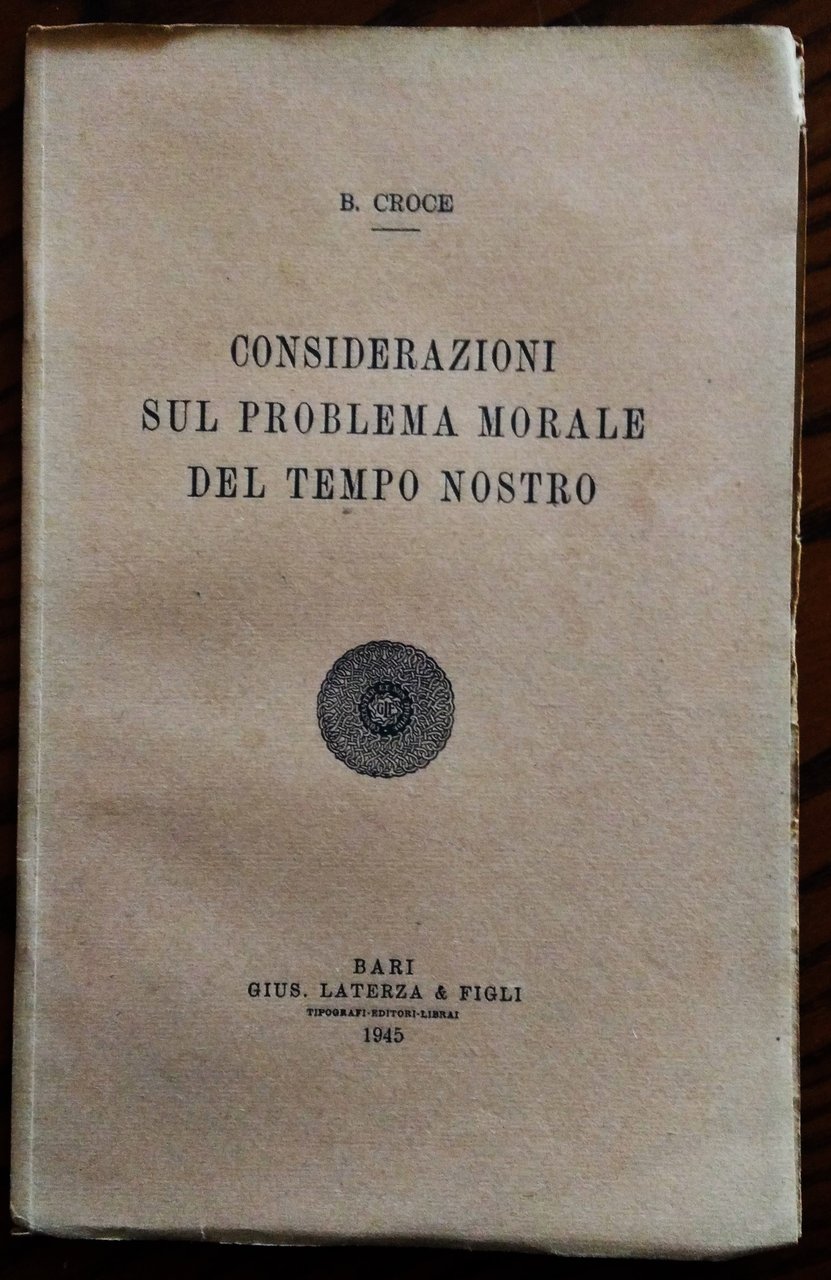 B. CROCE
CONSIDERAZIONI
SUL PROBLEMA MORALE
DEL TEMPO NOSTRO
BARI
GIUS. LATERZA & FIGLI
TIPOGRAFI-EDITORI-LIBRAI
1945